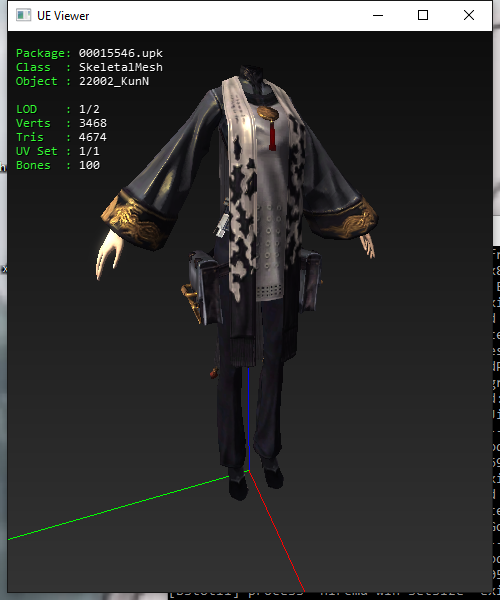 UE Viewer
Package: 00015546.upk
Class : SkeletalMesh
Object : 22002_KunN
LOD : 1/2
Verts : 3468
Tris : 4674
UV Set : 1/1
Bones : 100